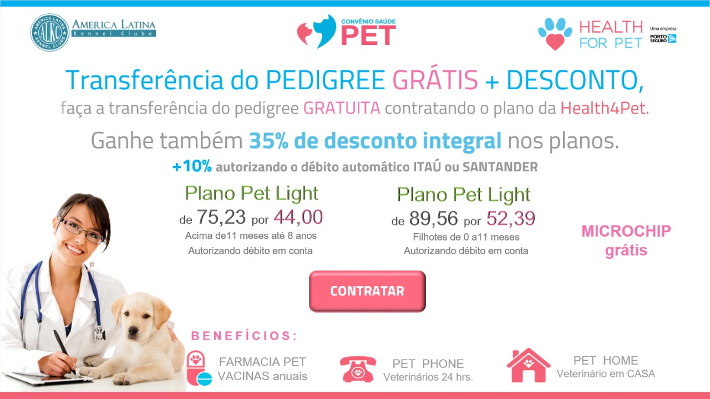 AMERICA LATINA
Kennel Clube
ALKC
CONVÊNIO SAÚDE
PET
HEALTH
FOR PET
Uma empresa
PORTO
SEGURO
Transferência do PEDIGREE GRÁTIS + DESCONTO,
faça a transferência do pedigree GRATUITA contratando o plano da Health4Pet.
Ganhe também 35% de desconto integral nos planos.
+10% autorizando o débito automático ITAÚ ou SANTANDER
Plano Pet Light
de 75,23 por 44,00
Acima de11 meses até 8 anos
Autorizando débito em conta
Plano Pet Light
de 89,56 por 52,39
Filhotes de 0 a11 meses
Autorizando débito em conta
MICROCHIP
grátis
CONTRATAR
BENEFÍCIOS:
FARMACIA PET
VACINAS anuais
PET PHONE
Veterinários 24 hrs.
PET HOME
Veterinário em CASA